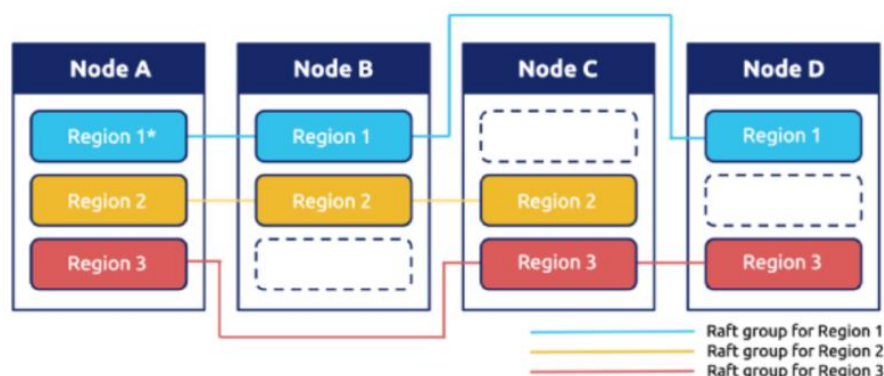 Node A Node B Node C Node D
Region 1* Region 1 Region 1
Region 2 Region 2 Region 2
Region 3 Region 3 Region 3
Raft group for Region 1
Raft group for Region 2
Raft group for Region 3